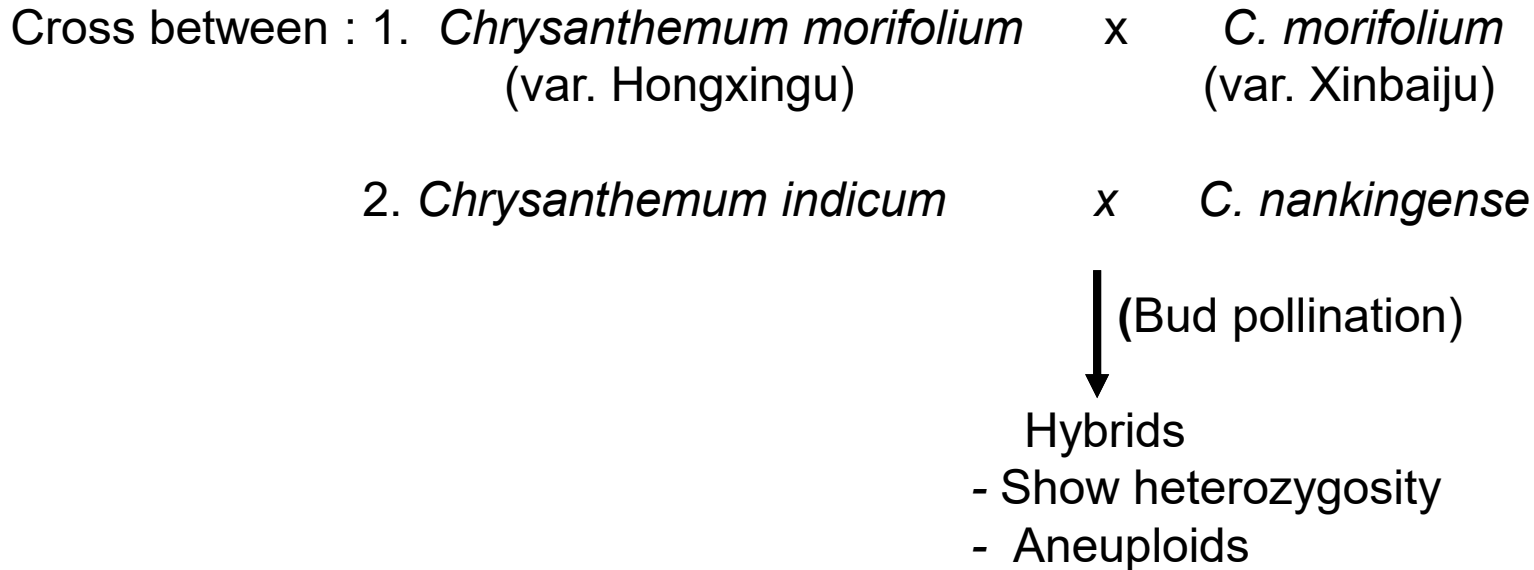 Cross between : 1. Chrysanthemum morifolium x C. morifolium
(var. Hongxingu) (var. Xinbaiju)
2. Chrysanthemum indicum x C. nankingense
(Bud pollination)
Hybrids
- Show heterozygosity
- Aneuploids